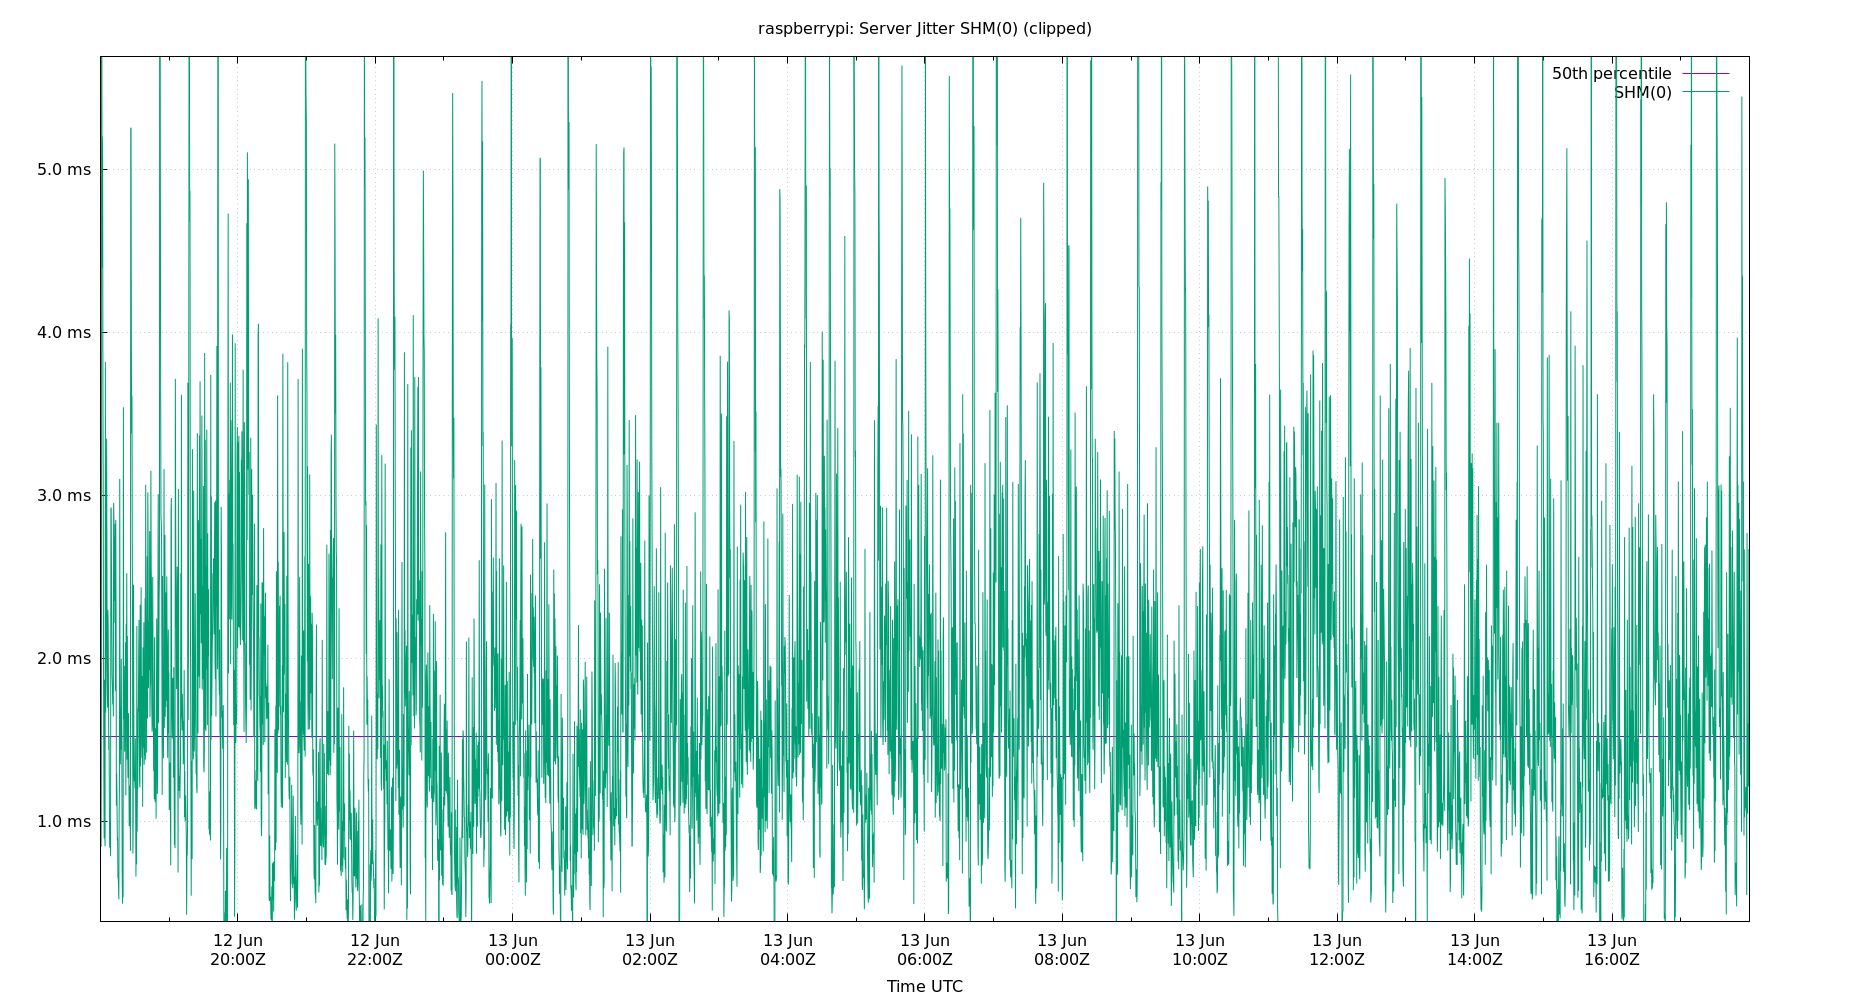 raspberrypi: Server Jitter SHM(0) (clipped)
50th percentile
SHM(0)
5.0 ms
4.0 ms
3.0 ms
2.0 ms
1.0 ms
12 Jun 12 Jun 13 Jun 13 Jun 13 Jun 13 Jun 13 Jun 13 Jun 13 Jun 13 Jun 13 Jun
20:00Z 22:00Z 00:00Z 02:00Z 04:00Z 06:00Z 08:00Z 10:00Z 12:00Z 14:00Z 16:00Z
Time UTC